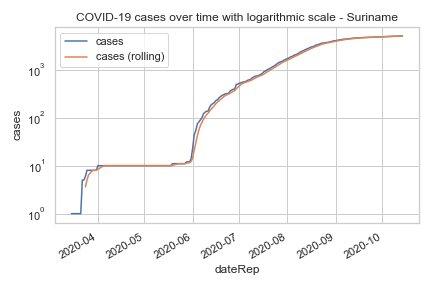 COVID-19 cases over time with logarithmic scale - Suriname
cases
cases (rolling)
10³
10²
10¹
10⁰
cases
2020-04
2020-05
2020-06
2020-07
2020-08
2020-09
2020-10
dateRep